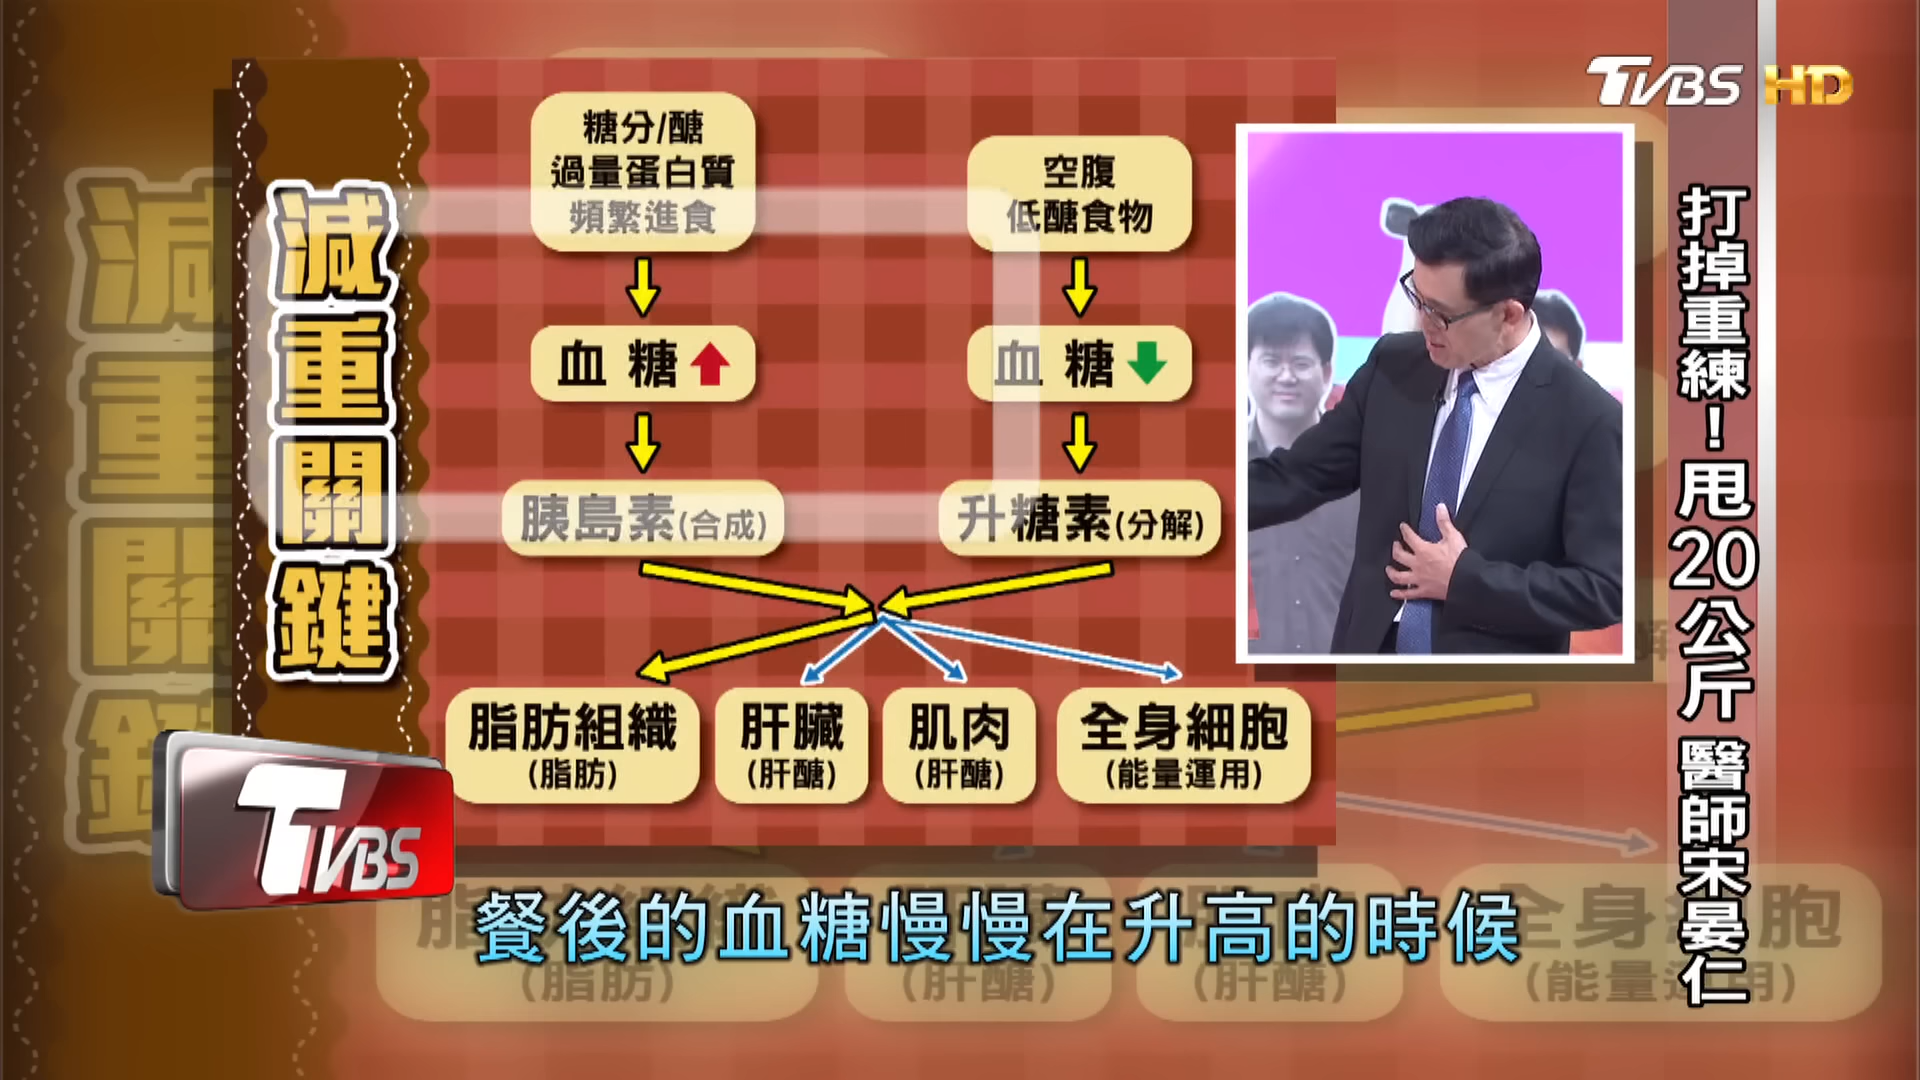 TVBS HD
減重關鍵
糖分/醣
過量蛋白質
頻繁進食
血糖
胰島素(合成)
空腹
低醣食物
血糖
升糖素(分解)
脂肪組織
(脂肪)
肝臟
(肝醣)
肌肉
(肝醣)
全身細胞
(能量運用)
打掉重練！甩20公斤 醫師宋晏仁
TVBS
餐後的血糖慢慢在升高的時候